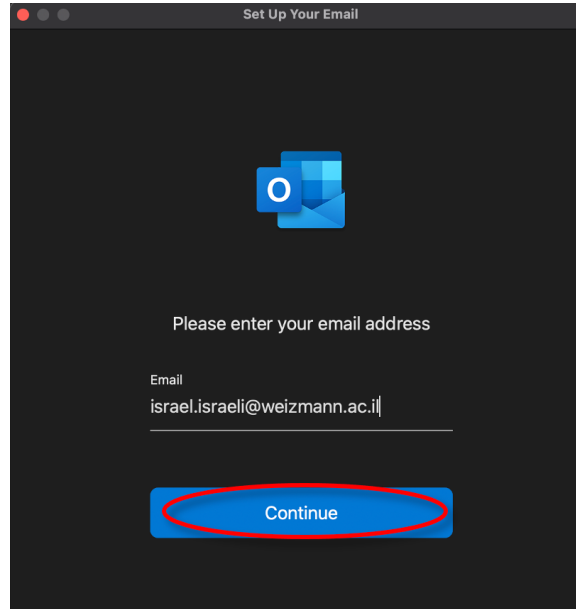 Set Up Your Email
O
Please enter your email address
Email
israel.israeli@weizmann.ac.il
Continue